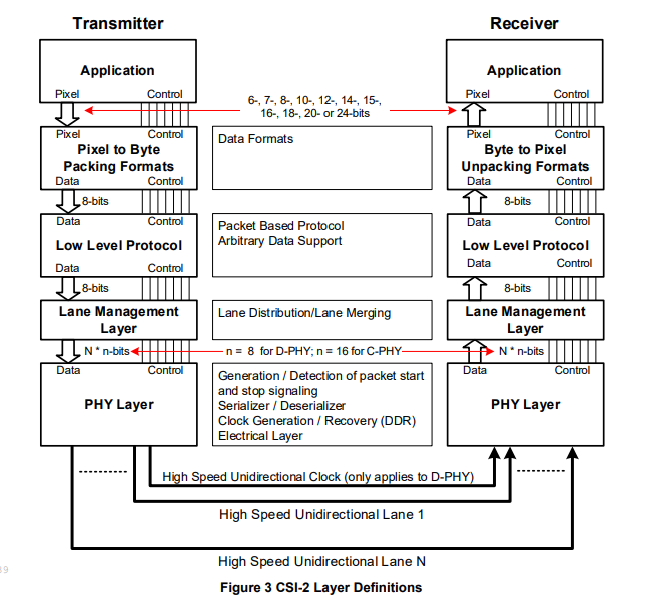 Transmitter
Receiver
Application
Pixel
Control
Application
Pixel
Control
6-, 7-, 8-, 10-, 12-, 14-, 15-,
16-, 18-, 20- or 24-bits
Pixel
Control
Pixel to Byte
Packing Formats
Data
Control
Data Formats
Pixel
Control
Byte to Pixel
Unpacking Formats
Data
Control
8-bits
8-bits
Data
Control
Low Level Protocol
Data
Control
Packet Based Protocol
Arbitrary Data Support
Data
Control
Low Level Protocol
Data
Control
8-bits
8-bits
Lane Management
Layer
Lane Distribution/Lane Merging
Lane Management
Layer
N * n-bits
n = 8 for D-PHY; n = 16 for C-PHY
N * n-bits
Data
Control
PHY Layer
Generation / Detection of packet start
and stop signaling
Serializer / Deserializer
Clock Generation / Recovery (DDR)
Electrical Layer
Data
Control
PHY Layer
High Speed Unidirectional Clock (only applies to D-PHY)
High Speed Unidirectional Lane 1
High Speed Unidirectional Lane N
Figure 3 CSI-2 Layer Definitions